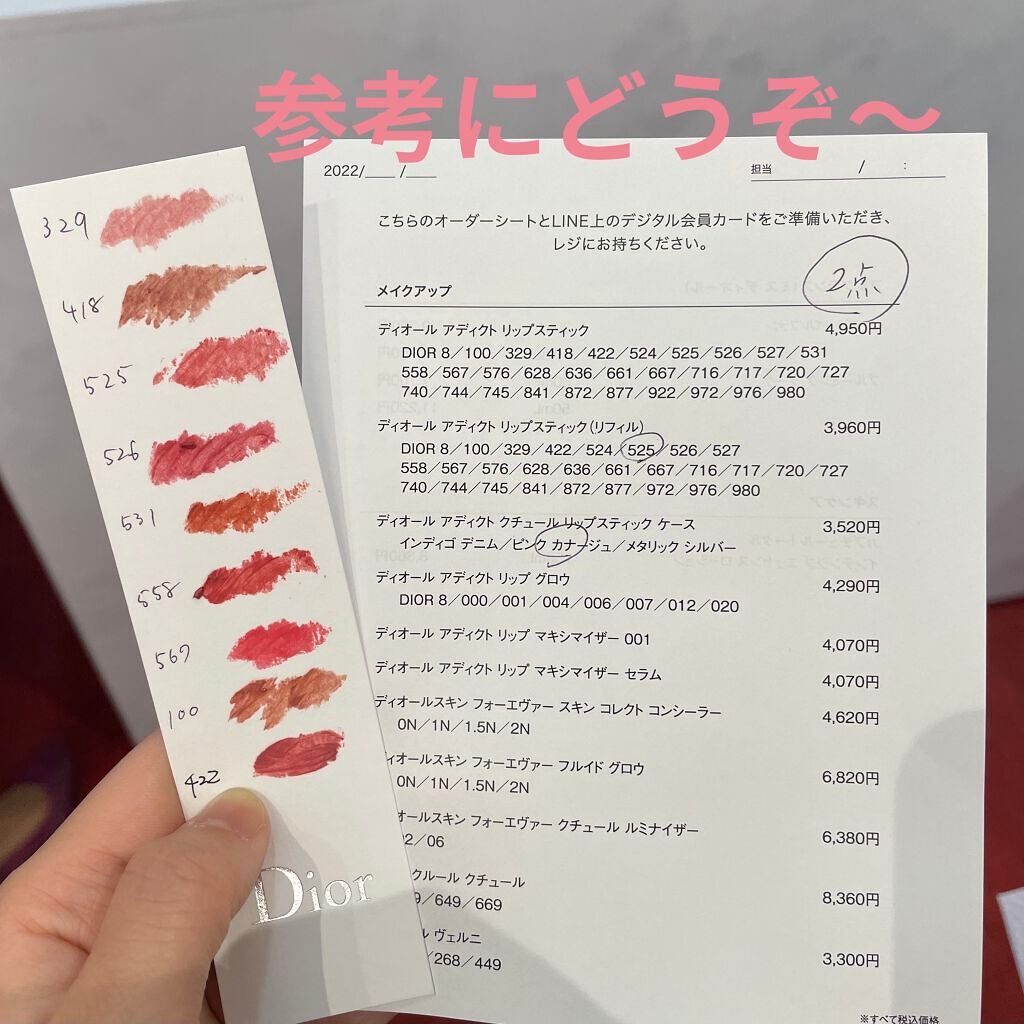 参考にどうぞ〜
329
418
525
526
531
558
567
100
422
Dior
2022/___ /___
担当 / :
こちらのオーダーシートとLINE上のデジタル会員カードをご準備いただき、
レジにお持ちください。
2点
メイクアップ
ディオール アディクト リップスティック 4,950円
DIOR 8／100／329／418／422／524／525／526／527／531
558／567／576／628／636／661／667／716／717／720／727
740／744／745／841／872／877／922／972／976／980
ディオール アディクト リップスティック（リフィル） 3,960円
DIOR 8／100／329／422／524／525／526／527
558／567／576／628／636／661／667／716／717／720／727
740／744／745／841／872／877／972／976／980
ディオール アディクト クチュール リップスティック ケース 3,520円
インディゴ デニム／ピンク カナージュ／メタリック シルバー
ディオール アディクト リップ グロウ 4,290円
DIOR 8／000／001／004／006／007／012／020
ディオール アディクト リップ マキシマイザー 001 4,070円
ディオール アディクト リップ マキシマイザー セラム 4,070円
ディオールスキン フォーエヴァー スキン コレクト コンシーラー 4,620円
0N／1N／1.5N／2N
ディオールスキン フォーエヴァー フルイド グロウ 6,820円
0N／1N／1.5N／2N
オールスキン フォーエヴァー クチュール ルミナイザー 6,380円
2／06
クルール クチュール 8,360円
9／649／669
ル ヴェルニ 3,300円
／268／449
※すべて税込価格